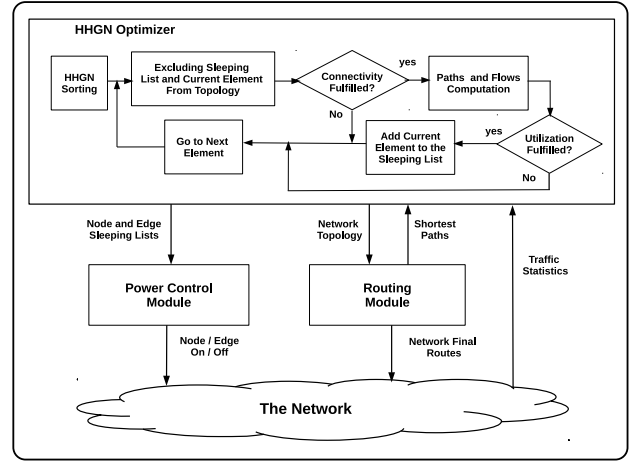 HHGN Optimizer
HHGN
Sorting
Excluding Sleeping
List and Current Element
From Topology
Connectivity
Fulfilled?
yes
Paths and Flows
Computation
No
Go to Next
Element
Add Current
Element to the
Sleeping List
yes
Utilization
Fulfilled?
No
Node and Edge
Sleeping Lists
Network
Topology
Shortest
Paths
Traffic
Statistics
Power Control
Module
Routing
Module
Node / Edge
On / Off
Network Final
Routes
The Network